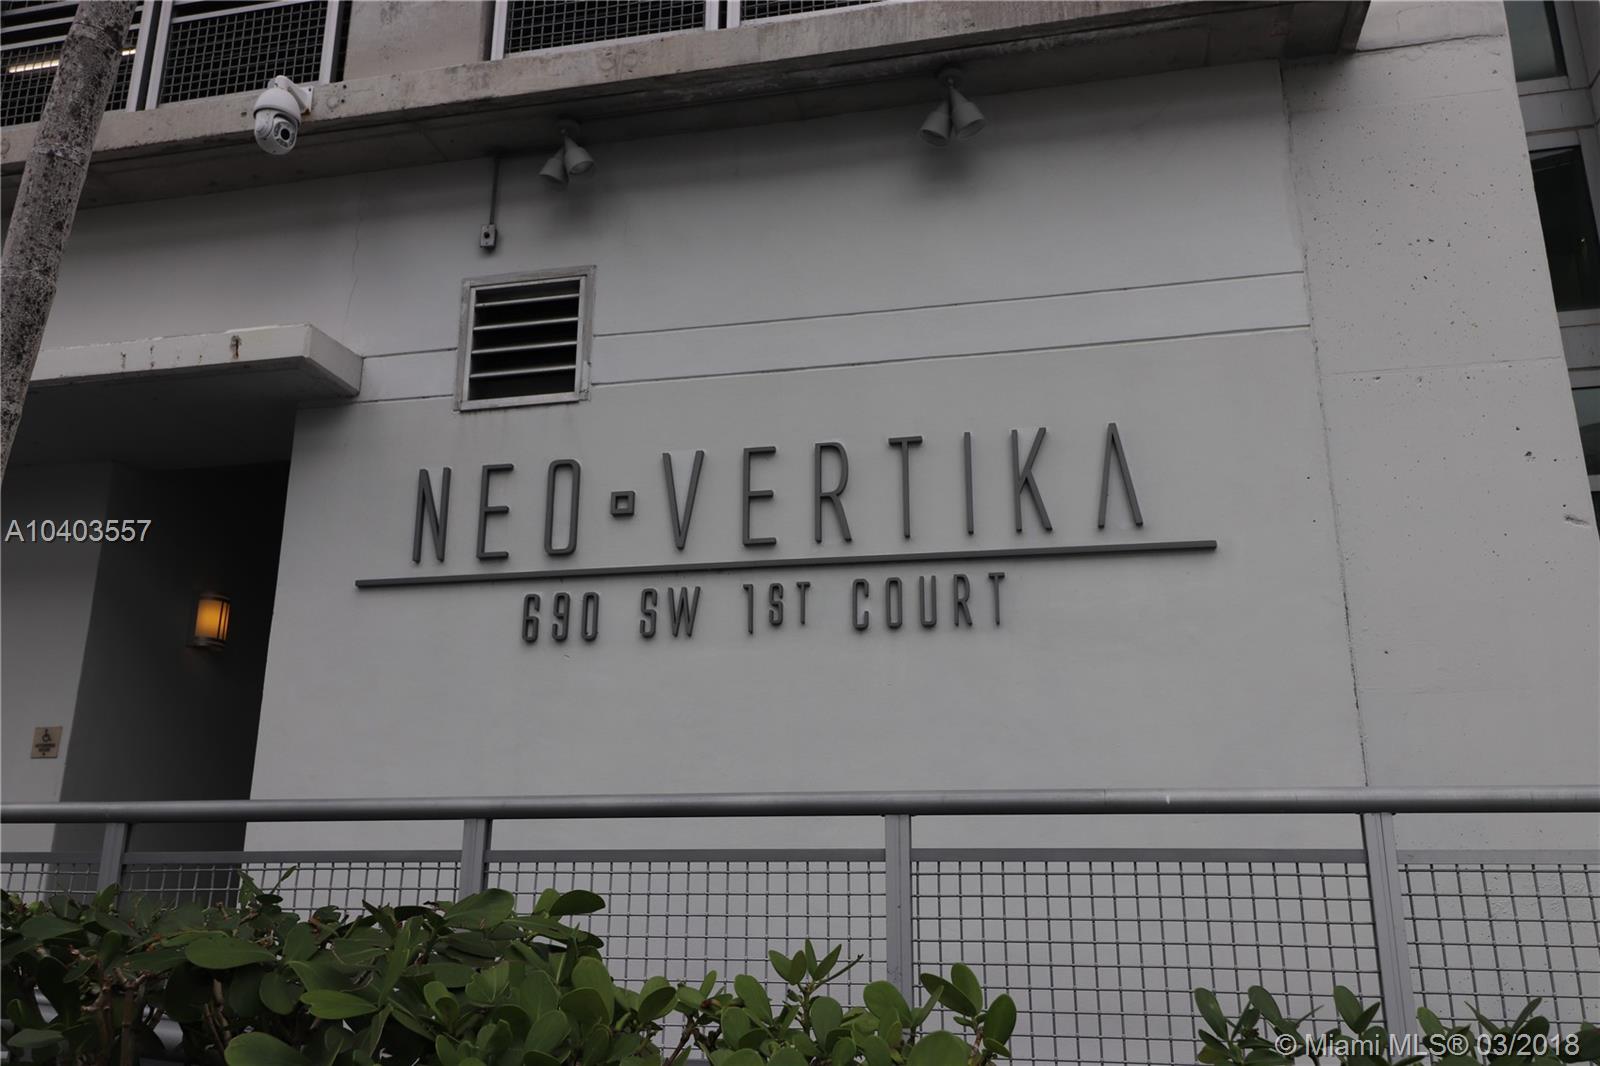 NEO VERTIKA
690 SW 1ST COURT
A10403557
© Miami MLS® 03/2018